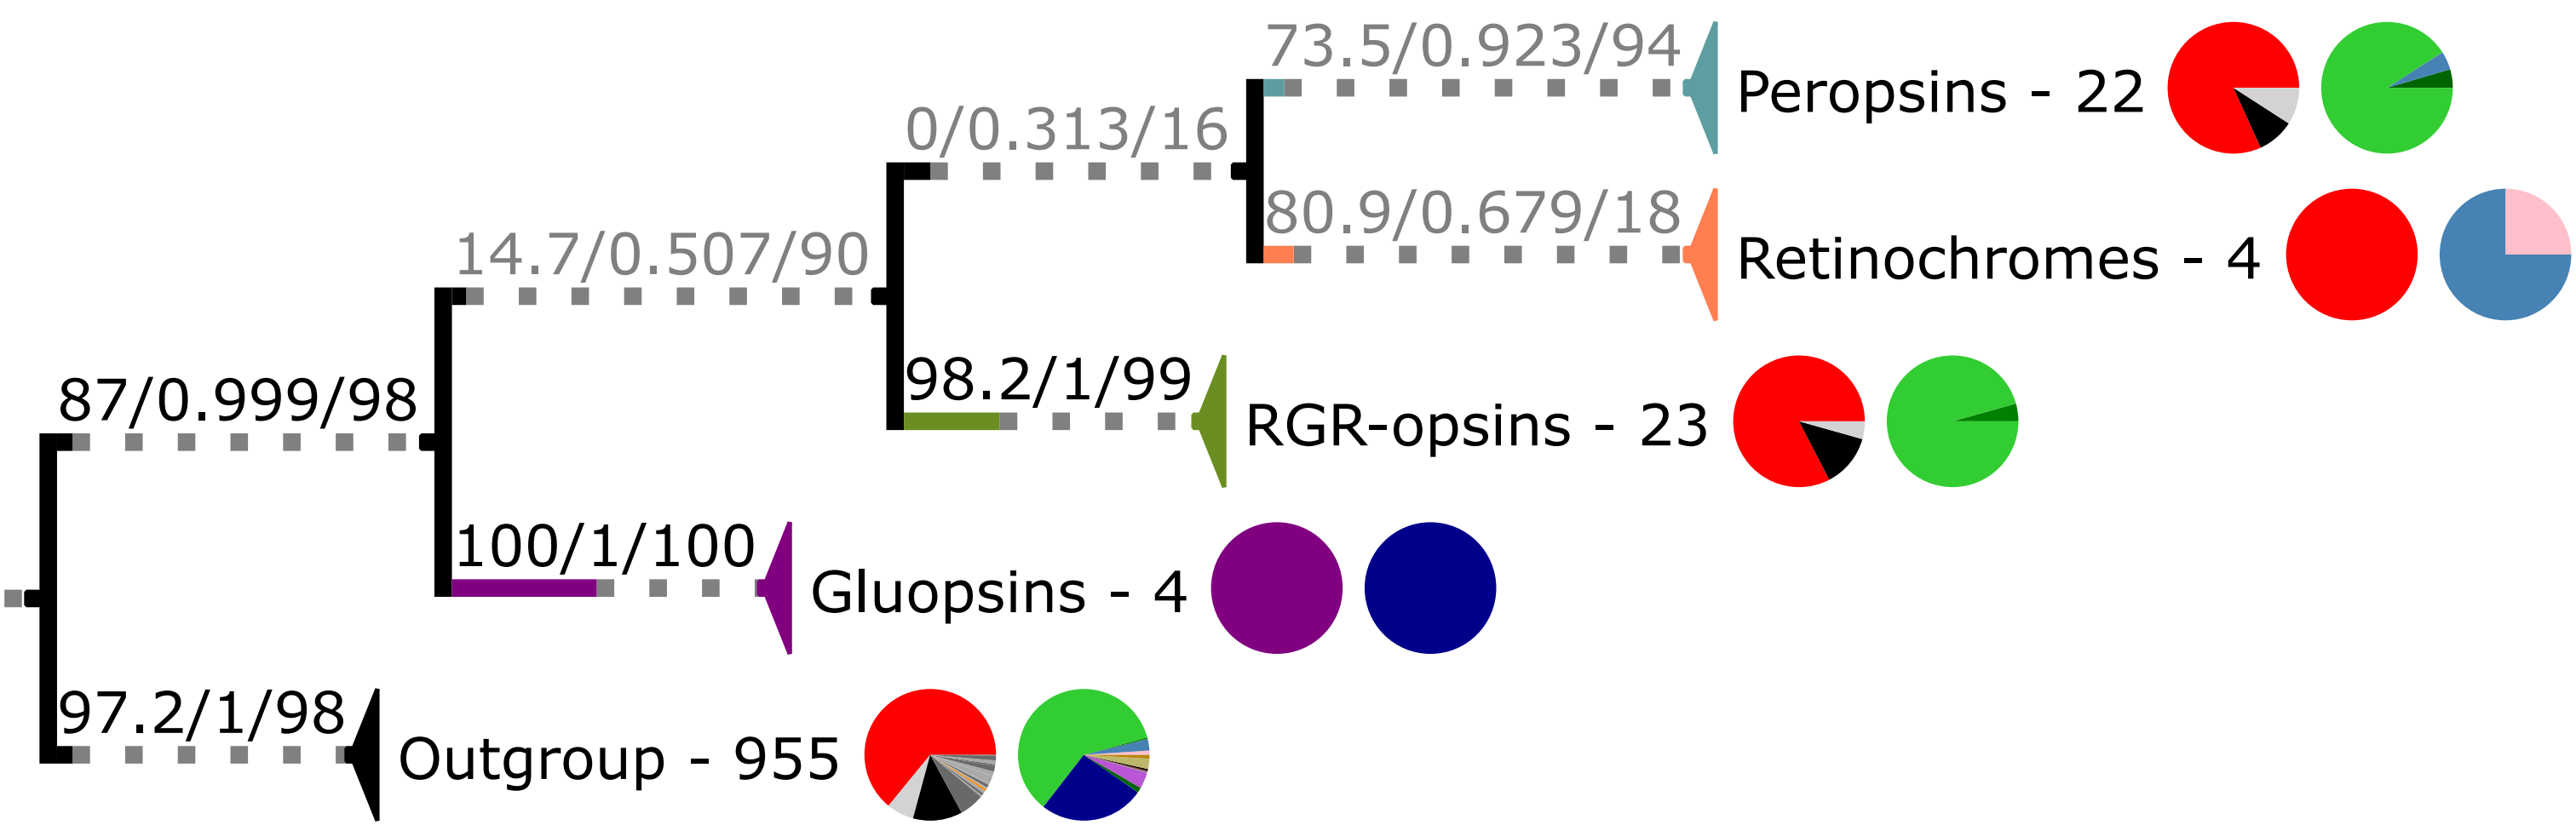 73.5/0.923/94
Peropsins - 22
0/0.313/16
80.9/0.679/18
Retinochromes - 4
14.7/0.507/90
98.2/1/99
RGR-opsins - 23
87/0.999/98
100/1/100
Gluopsins - 4
97.2/1/98
Outgroup - 955